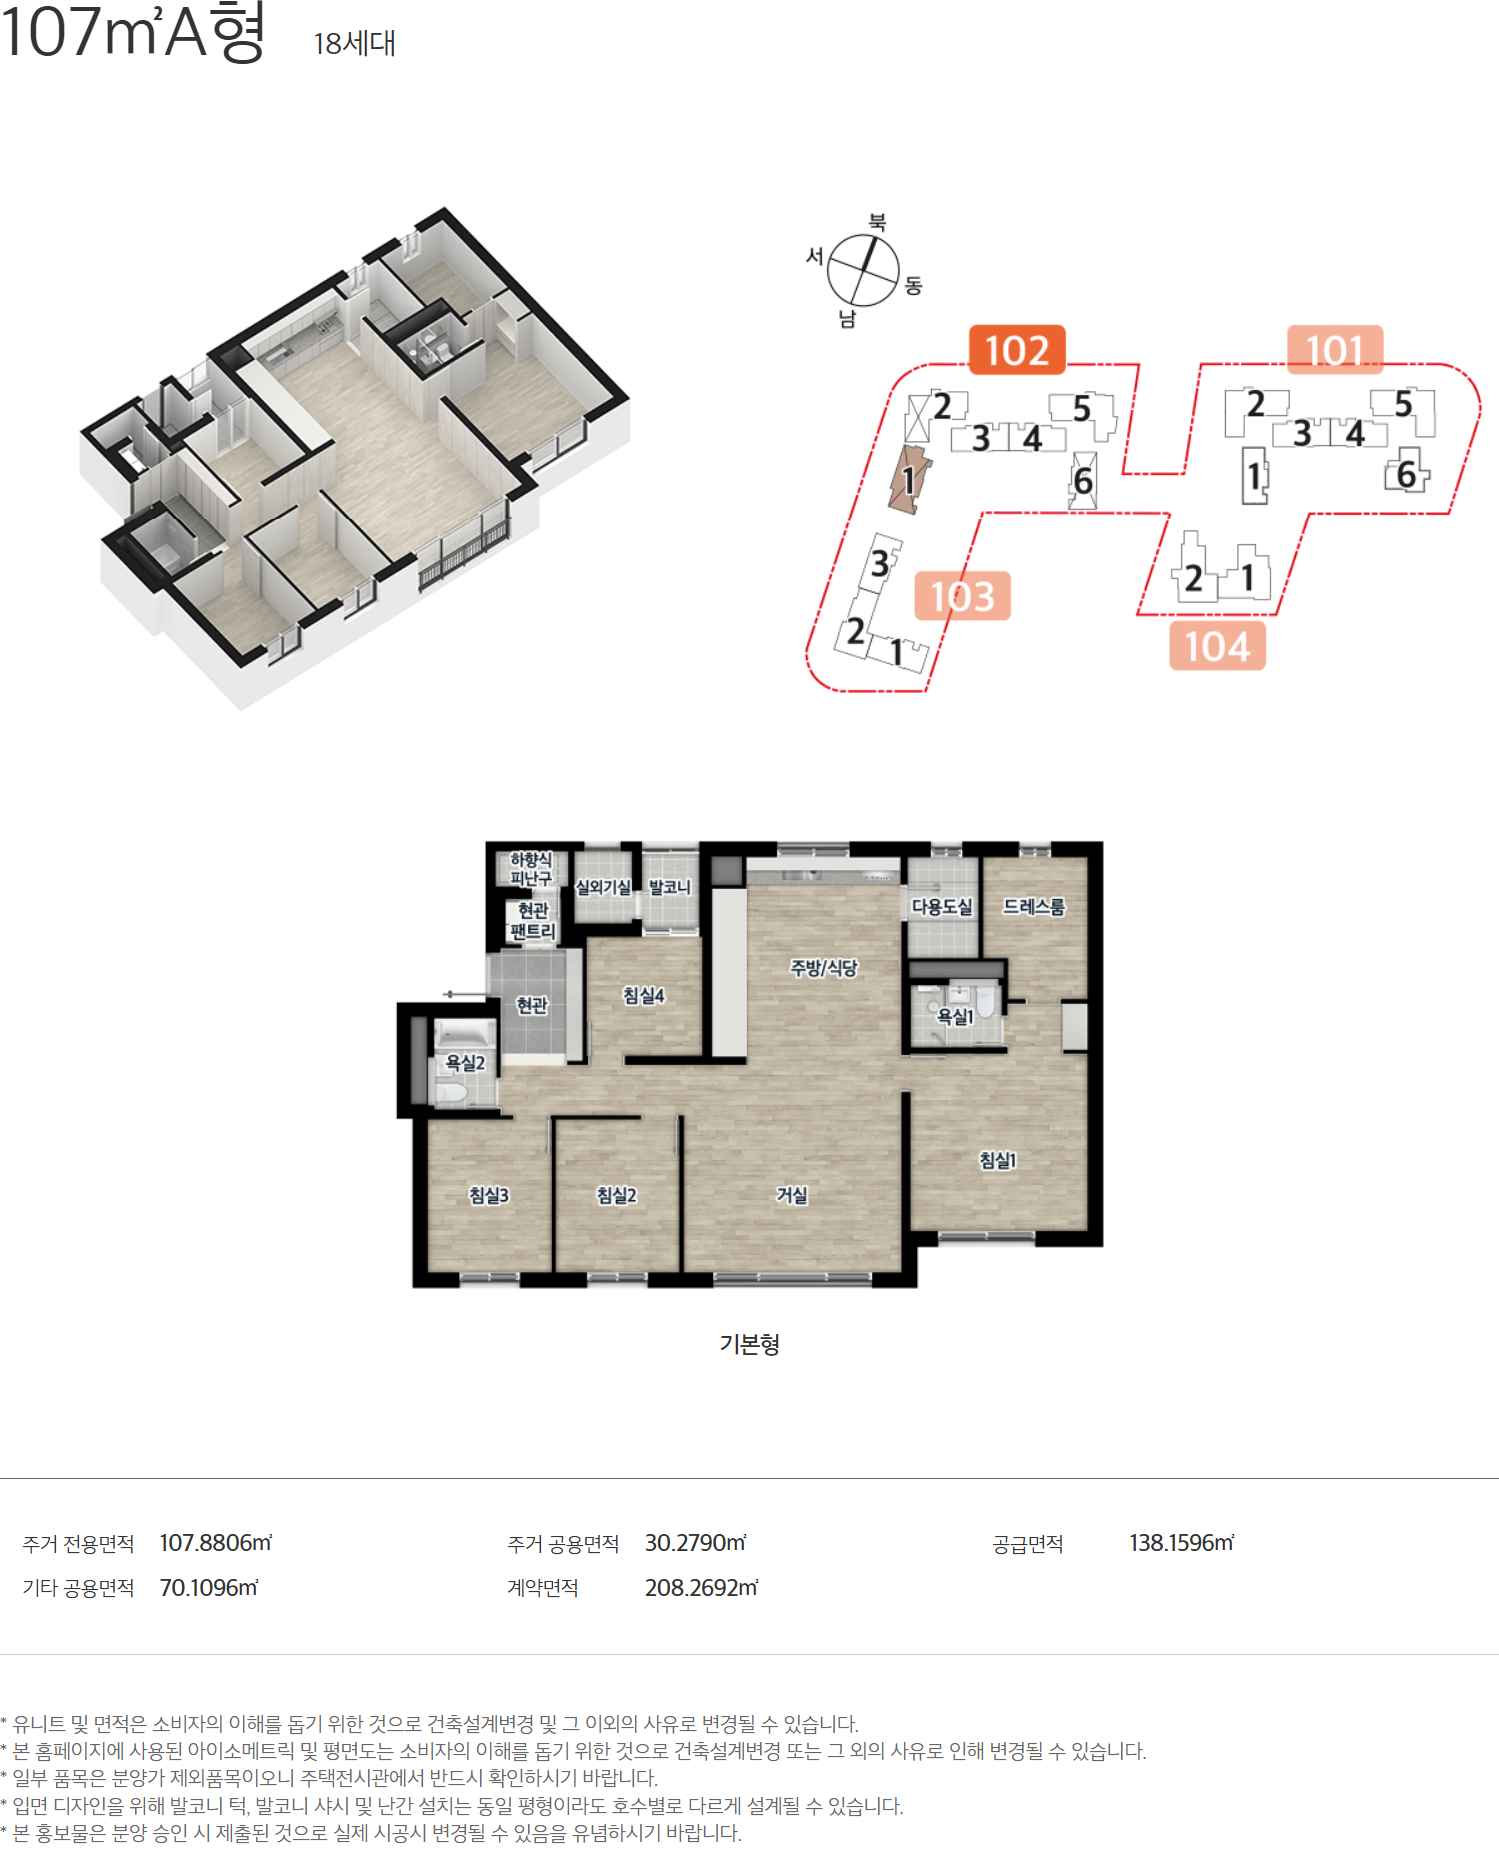 107㎡A형
18세대
북
서
동
남
102
101
2
5
3
4
1
6
2
5
3
4
1
6
3
103
2
1
2
1
104
하향식
피난구
실외기실
발코니
현관
팬트리
다용도실
드레스룸
주방/식당
침실4
현관
욕실1
욕실2
침실1
침실3
침실2
거실
기본형
주거 전용면적 107.8806㎡
주거 공용면적 30.2790㎡
공급면적 138.1596㎡
기타 공용면적 70.1096㎡
계약면적 208.2692㎡
* 유니트 및 면적은 소비자의 이해를 돕기 위한 것으로 건축설계변경 및 그 이외의 사유로 변경될 수 있습니다.
* 본 홈페이지에 사용된 아이소메트릭 및 평면도는 소비자의 이해를 돕기 위한 것으로 건축설계변경 또는 그 외의 사유로 인해 변경될 수 있습니다.
* 일부 품목은 분양가 제외품목이오니 주택전시관에서 반드시 확인하시기 바랍니다.
* 입면 디자인을 위해 발코니 턱, 발코니 샤시 및 난간 설치는 동일 평형이라도 호수별로 다르게 설계될 수 있습니다.
* 본 홍보물은 분양 승인 시 제출된 것으로 실제 시공시 변경될 수 있음을 유념하시기 바랍니다.